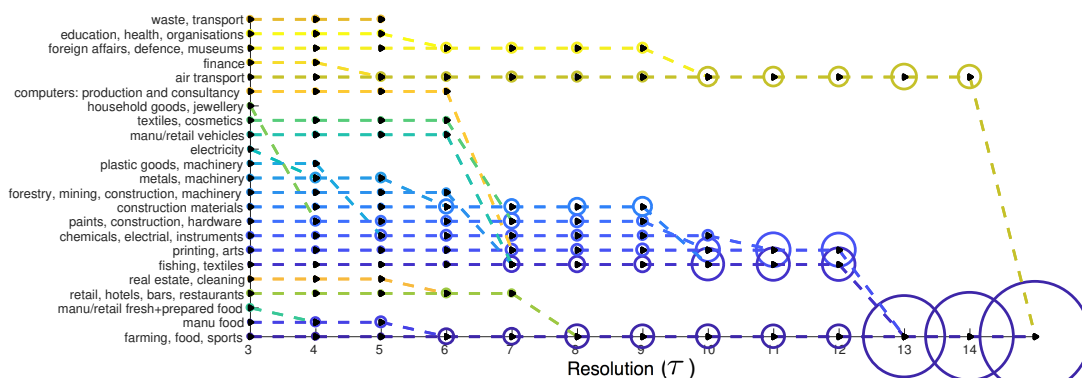 waste, transport
education, health, organisations
foreign affairs, defence, museums
finance
air transport
computers: production and consultancy
household goods, jewellery
textiles, cosmetics
manu/retail vehicles
electricity
plastic goods, machinery
metals, machinery
forestry, mining, construction, machinery
construction materials
paints, construction, hardware
chemicals, electrial, instruments
printing, arts
fishing, textiles
real estate, cleaning
retail, hotels, bars, restaurants
manu/retail fresh+prepared food
manu food
farming, food, sports
3 4 5 6 7 8 9 10 11 12 13 14
Resolution (τ)